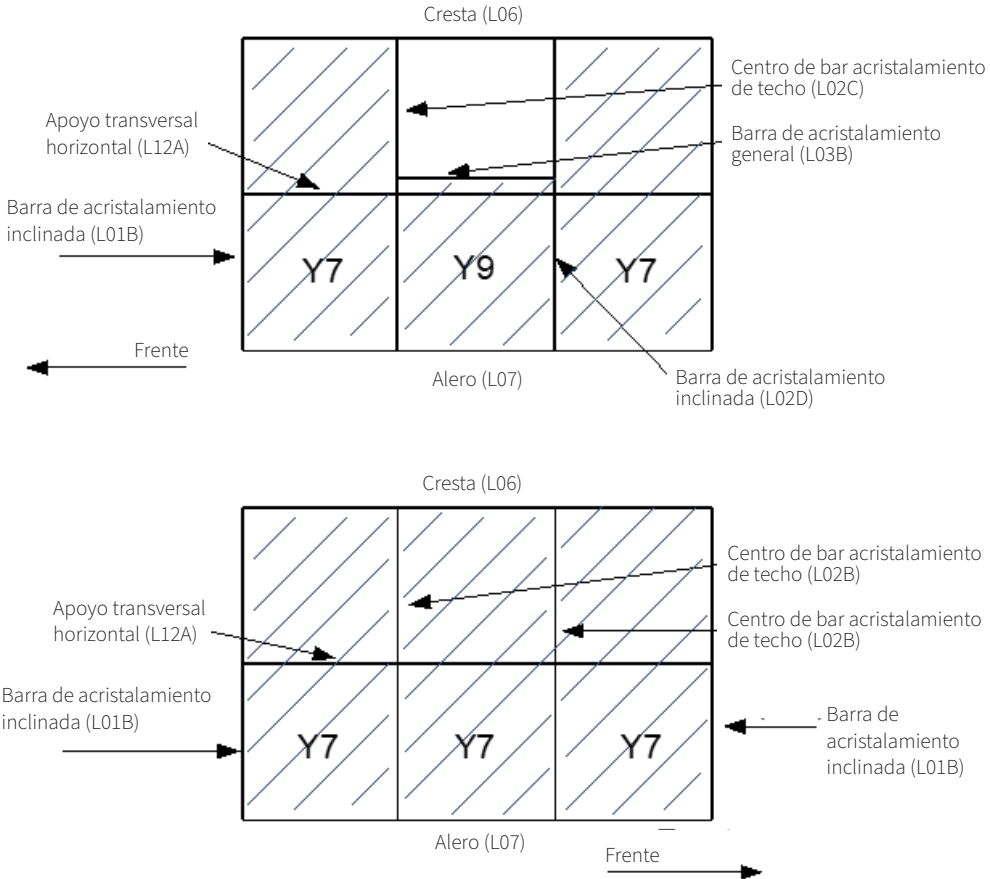 Cresta (L06)
Centro de bar acristalamiento
de techo (L02C)
Apoyo transversal
horizontal (L12A)
Barra de acristalamiento
general (L03B)
Barra de acristalamiento
inclinada (L01B)
Y7
Y9
Y7
Frente
Alero (L07)
Barra de acristalamiento
inclinada (L02D)
Cresta (L06)
Centro de bar acristalamiento
de techo (L02B)
Apoyo transversal
horizontal (L12A)
Centro de bar acristalamiento
de techo (L02B)
Barra de acristalamiento
inclinada (L01B)
Y7
Y7
Y7
Barra de
acristalamiento
inclinada (L01B)
Alero (L07)
Frente